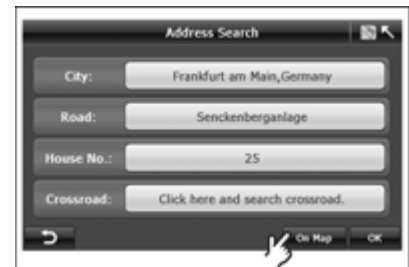 Address Search
City: Frankfurt am Main,Germany
Road: Senckenberganlage
House No.: 25
Crossroad: Click here and search crossroad.
On Map OK